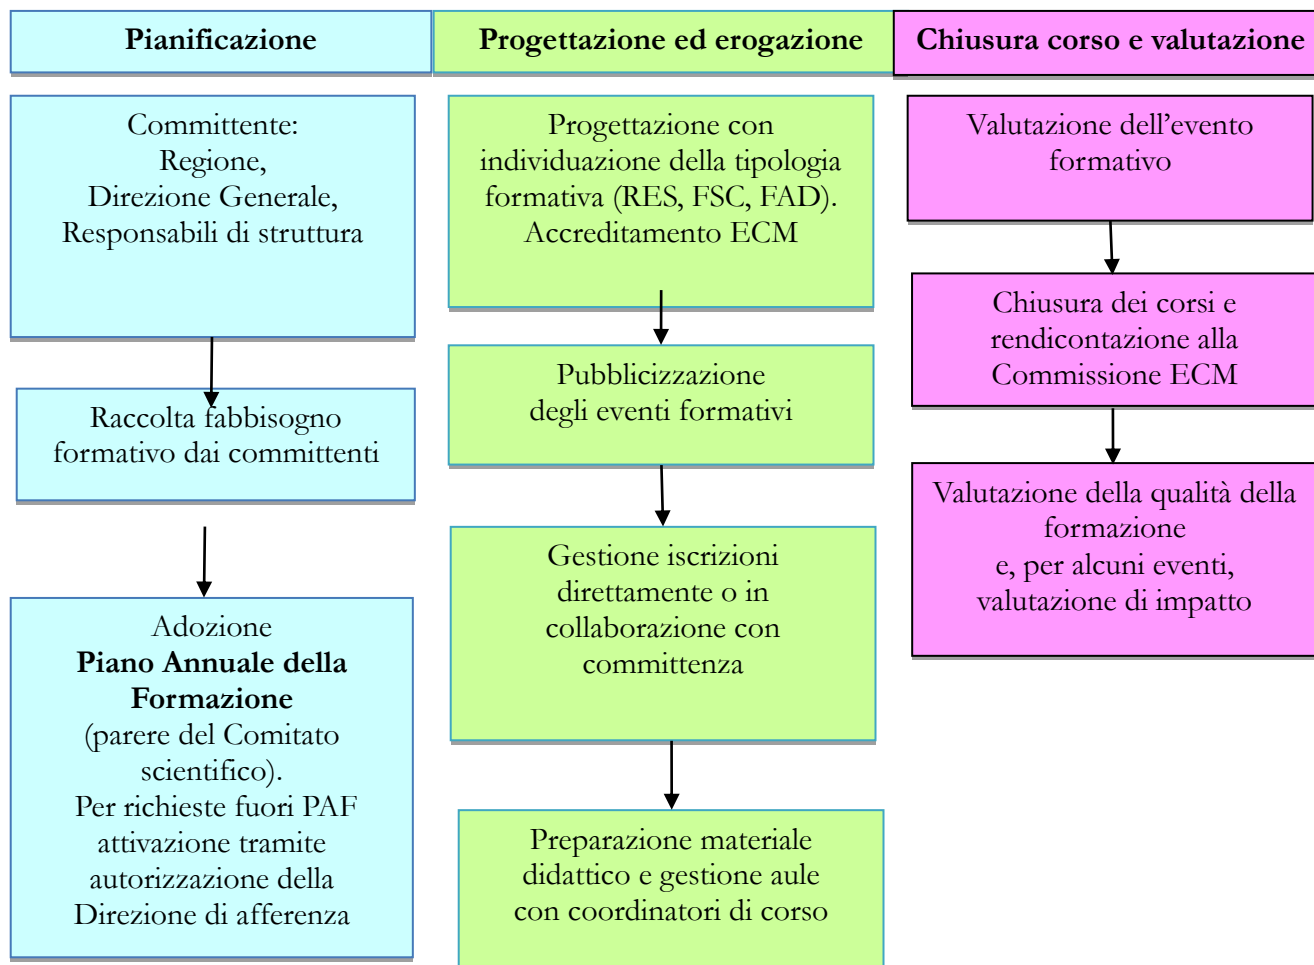 Pianificazione
Progettazione ed erogazione
Chiusura corso e valutazione
Committente:
Regione,
Direzione Generale,
Responsabili di struttura
Raccolta fabbisogno
formativo dai committenti
Adozione
Piano Annuale della
Formazione
(parere del Comitato
scientifico).
Per richieste fuori PAF
attivazione tramite
autorizzazione della
Direzione di afferenza
Progettazione con
individuazione della tipologia
formativa (RES, FSC, FAD).
Accreditamento ECM
Pubblicizzazione
degli eventi formativi
Gestione iscrizioni
direttamente o in
collaborazione con
committenza
Preparazione materiale
didattico e gestione aule
con coordinatori di corso
Valutazione dell’evento
formativo
Chiusura dei corsi e
rendicontazione alla
Commissione ECM
Valutazione della qualità della
formazione
e, per alcuni eventi,
valutazione di impatto